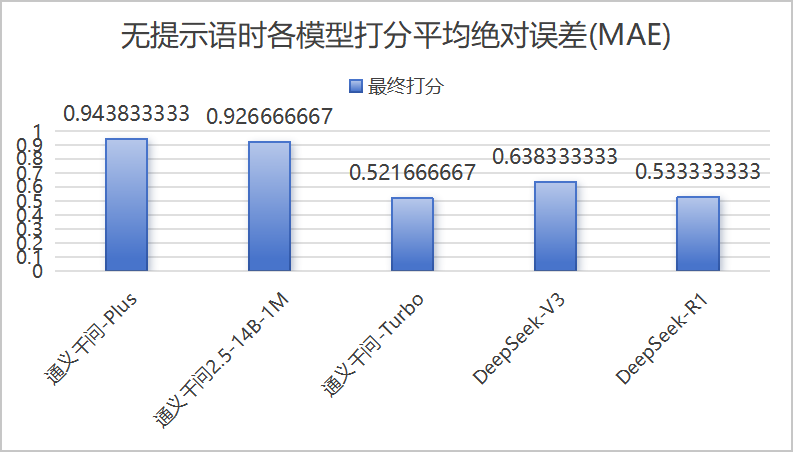 无提示语时各模型打分平均绝对误差(MAE)
最终打分
0.943833333
0.926666667
0.521666667
0.638333333
0.533333333
1
0.9
0.8
0.7
0.6
0.5
0.4
0.3
0.2
0.1
0
通义千问-Plus
通义千问2.5-14B-1M
通义千问-Turbo
DeepSeek-V3
DeepSeek-R1